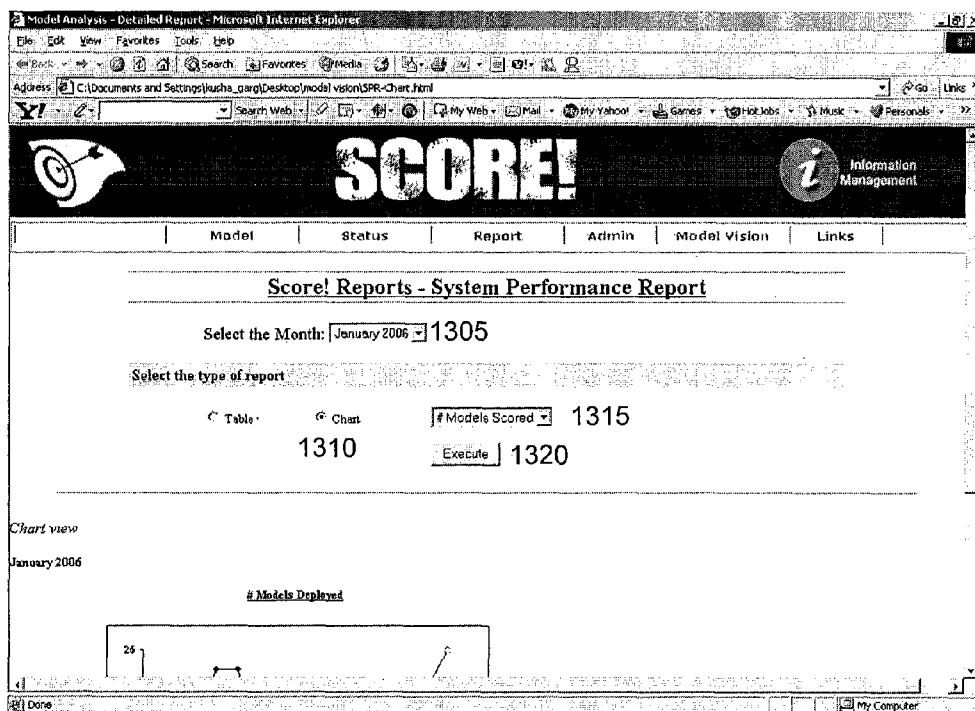 Model Analysis - Detailed Report - Microsoft Internet Explorer
File Edit View Favorites Tools Help
Back Search Favorites Media
Address C:\Documents and Settings\kusha_garg\Desktop\model vision\SPR-Chart.html Go Links
Y! Search Web My Web Mail My Yahoo! Games HotJobs Music Personals
SCORE!
i Information Management
Model Status Report Admin Model Vision Links
Score! Reports - System Performance Report
Select the Month: January 2006 1305
Select the type of report
Table Chart # Models Scored 1315
1310 Execute 1320
Chart view
January 2006
# Models Deployed
25
Done My Computer